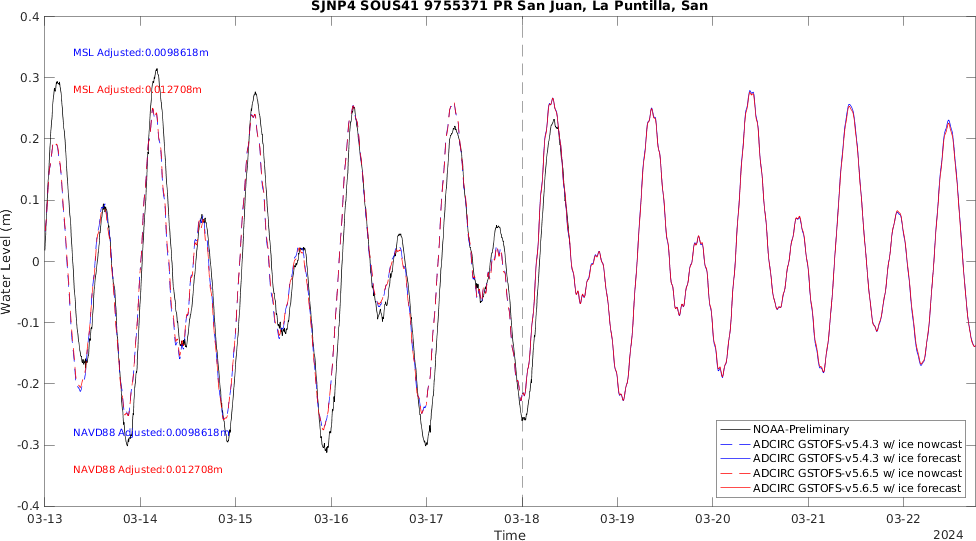 SJNP4 SOUS41 9755371 PR San Juan, La Puntilla, San
0.4
0.3
0.2
0.1
0
-0.1
-0.2
-0.3
-0.4
Water Level (m)
MSL Adjusted:0.0098618m
MSL Adjusted:0.012708m
NAVD88 Adjusted:0.0098618m
NAVD88 Adjusted:0.012708m
NOAA-Preliminary
ADCIRC GSTOFS-v5.4.3 w/ ice nowcast
ADCIRC GSTOFS-v5.4.3 w/ ice forecast
ADCIRC GSTOFS-v5.6.5 w/ ice nowcast
ADCIRC GSTOFS-v5.6.5 w/ ice forecast
03-13 03-14 03-15 03-16 03-17 03-18 03-19 03-20 03-21 03-22
Time
2024